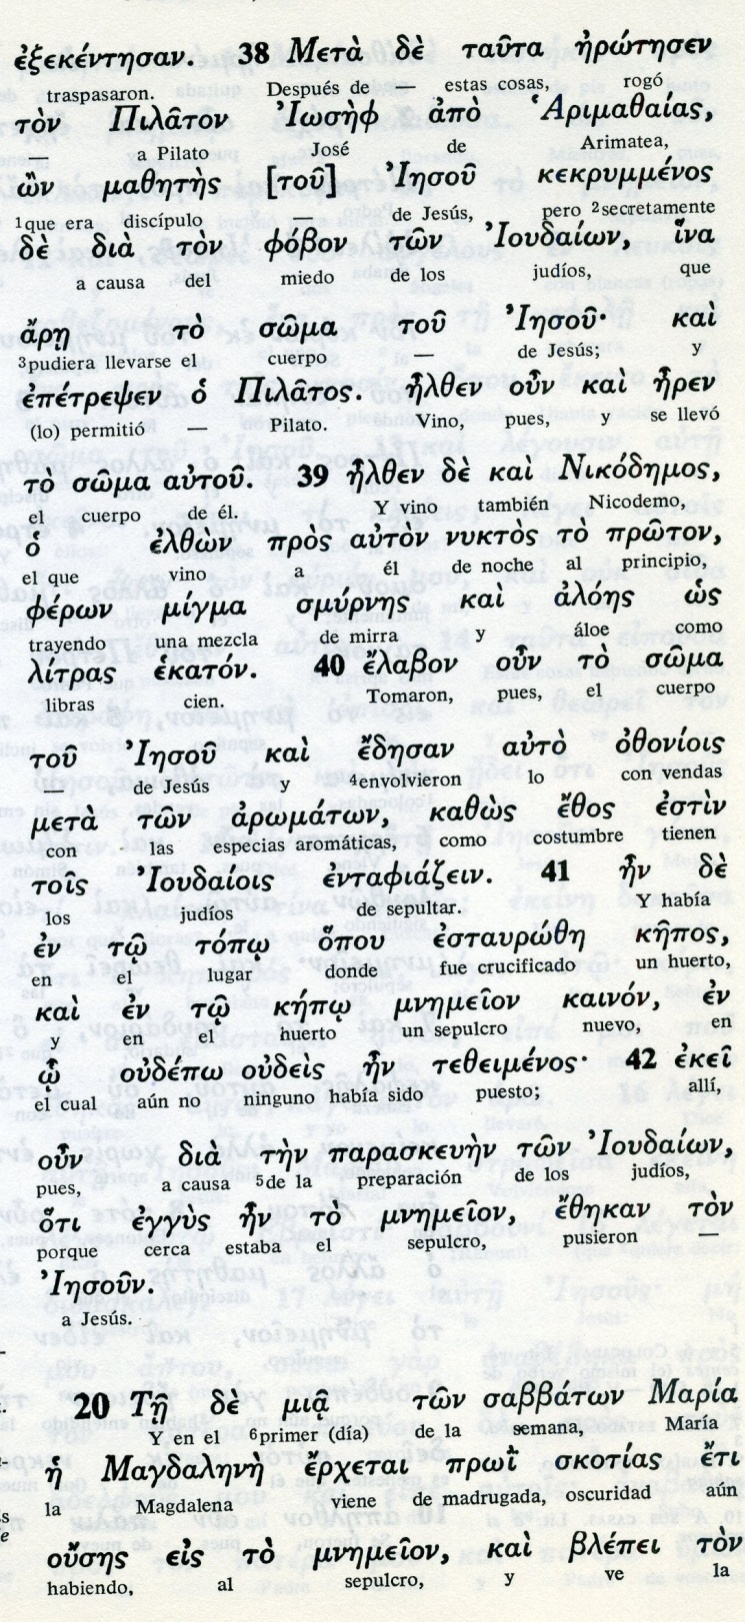 ἐξεκέντησαν. 38 Μετὰ δὲ ταῦτα ἠρώτησεν
traspasaron. Después de — estas cosas, rogó
τὸν Πιλᾶτον Ἰωσὴφ ἀπὸ Ἁριμαθαίας,
— a Pilato José de Arimatea,
ὢν μαθητὴς [τοῦ] Ἰησοῦ κεκρυμμένος
1que era discípulo — de Jesús, pero 2secretamente
δὲ διὰ τὸν φόβον τῶν Ἰουδαίων, ἵνα
a causa del miedo de los judíos, que
ἄρῃ τὸ σῶμα τοῦ Ἰησοῦ· καὶ
3pudiera llevarse el cuerpo — de Jesús; y
ἐπέτρεψεν ὁ Πιλᾶτος. ἦλθεν οὖν καὶ ἦρεν
(lo) permitió — Pilato. Vino, pues, y se llevó
τὸ σῶμα αὐτοῦ. 39 ἦλθεν δὲ καὶ Νικόδημος,
el cuerpo de él. Y vino también Nicodemo,
ὁ ἐλθὼν πρὸς αὐτὸν νυκτὸς τὸ πρῶτον,
el que vino a él de noche al principio,
φέρων μίγμα σμύρνης καὶ ἀλόης ὡς
trayendo una mezcla de mirra y áloe como
λίτρας ἑκατόν. 40 ἔλαβον οὖν τὸ σῶμα
libras cien. Tomaron, pues, el cuerpo
τοῦ Ἰησοῦ καὶ ἔδησαν αὐτὸ ὀθονίοις
— de Jesús y 4envolvieron lo con vendas
μετὰ τῶν ἀρωμάτων, καθὼς ἔθος ἐστὶν
con las especias aromáticas, como costumbre tienen
τοῖς Ἰουδαίοις ἐνταφιάζειν. 41 ἦν δὲ
los judíos de sepultar. Y había
ἐν τῷ τόπῳ ὅπου ἐσταυρώθη κῆπος,
en el lugar donde fue crucificado un huerto,
καὶ ἐν τῷ κήπῳ μνημεῖον καινόν, ἐν
y en el huerto un sepulcro nuevo, en
ᾧ οὐδέπω οὐδεὶς ἦν τεθειμένος· 42 ἐκεῖ
el cual aún no ninguno había sido puesto; allí,
οὖν διὰ τὴν παρασκευὴν τῶν Ἰουδαίων,
pues, a causa 5de la preparación de los judíos,
ὅτι ἐγγὺς ἦν τὸ μνημεῖον, ἔθηκαν τὸν
porque cerca estaba el sepulcro, pusieron —
Ἰησοῦν.
a Jesús.
20 Τῇ δὲ μιᾷ τῶν σαββάτων Μαρία
Y en el 6primer (día) de la semana, María
ἡ Μαγδαληνὴ ἔρχεται πρωῒ σκοτίας ἔτι
la Magdalena viene de madrugada, oscuridad aún
οὔσης εἰς τὸ μνημεῖον, καὶ βλέπει τὸν
habiendo, al sepulcro, y ve la